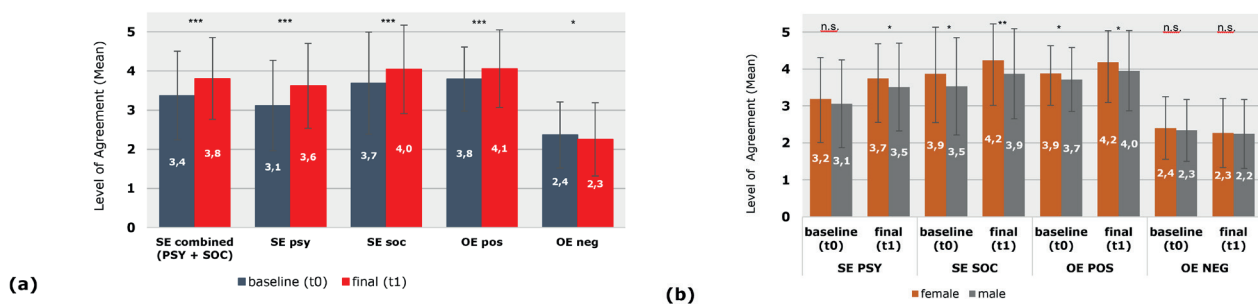 *** *** *** *** *
5
4
3
2
1
0
Level of Agreement (Mean)
3,4 3,8 3,1 3,6 3,7 4,0 3,8 4,1 2,4 2,3
SE combined SE psy SE soc OE pos OE neg
(PSY + SOC)
baseline (t0) final (t1)
(a)
n.s. * * ** * * n.s. n.s.
5
4
3
2
1
0
Level of Agreement (Mean)
3,2 3,1 3,7 3,5 3,9 3,5 4,2 3,9 3,9 3,7 4,2 4,0 2,4 2,3 2,3 2,2
baseline final baseline final baseline final baseline final
(t0) (t1) (t0) (t1) (t0) (t1) (t0) (t1)
SE PSY SE SOC OE POS OE NEG
female male
(b)